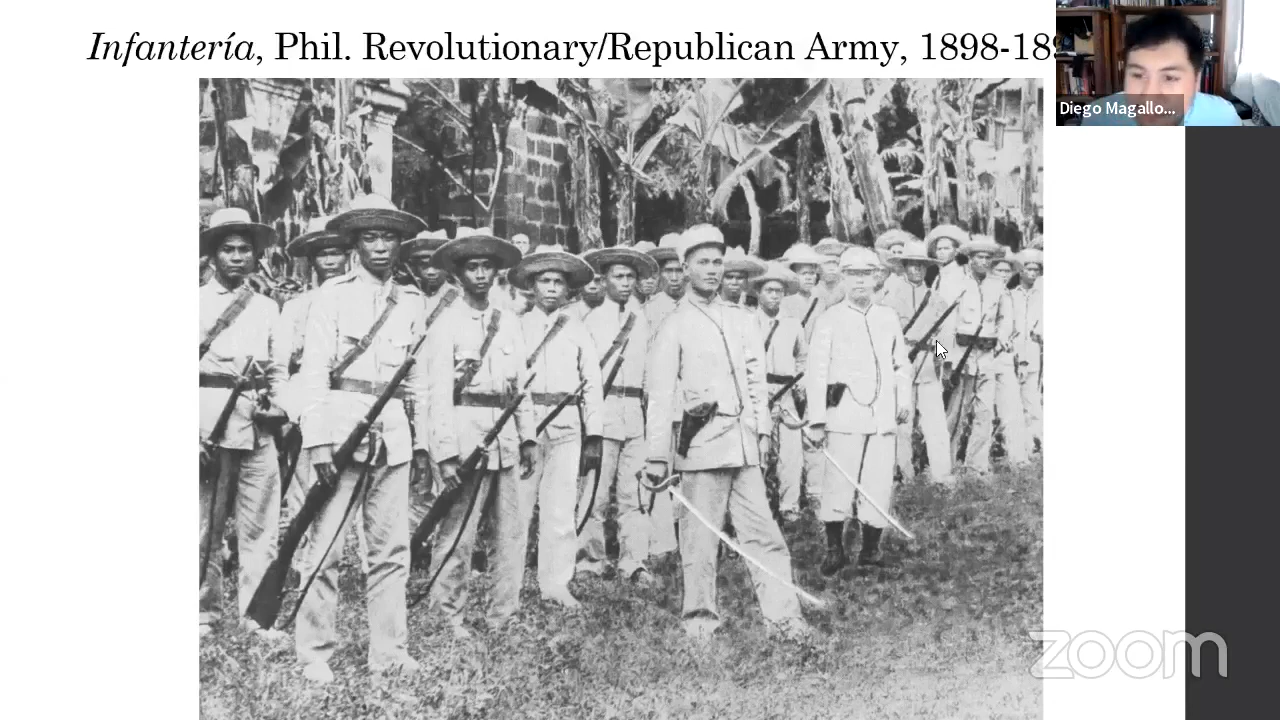 Infantería, Phil. Revolutionary/Republican Army, 1898-18
Diego Magallo...
zoom